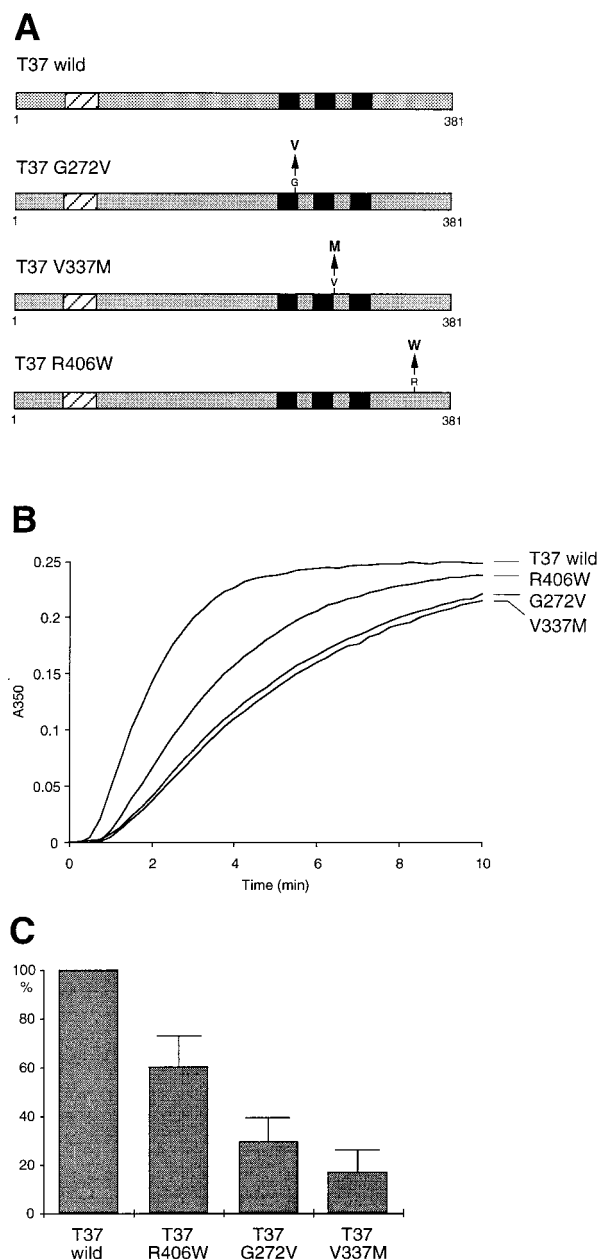 A
T37 wild
1 381
V
T37 G272V
G
1 381
M
T37 V337M
V
1 381
W
T37 R406W
R
1 381
B
0.25
0.2
0.15
0.1
0.05
0
A350
0 2 4 6 8 10
Time (min)
T37 wild
R406W
G272V
V337M
C
100
%
80
60
40
20
0
T37 wild
T37 R406W
T37 G272V
T37 V337M